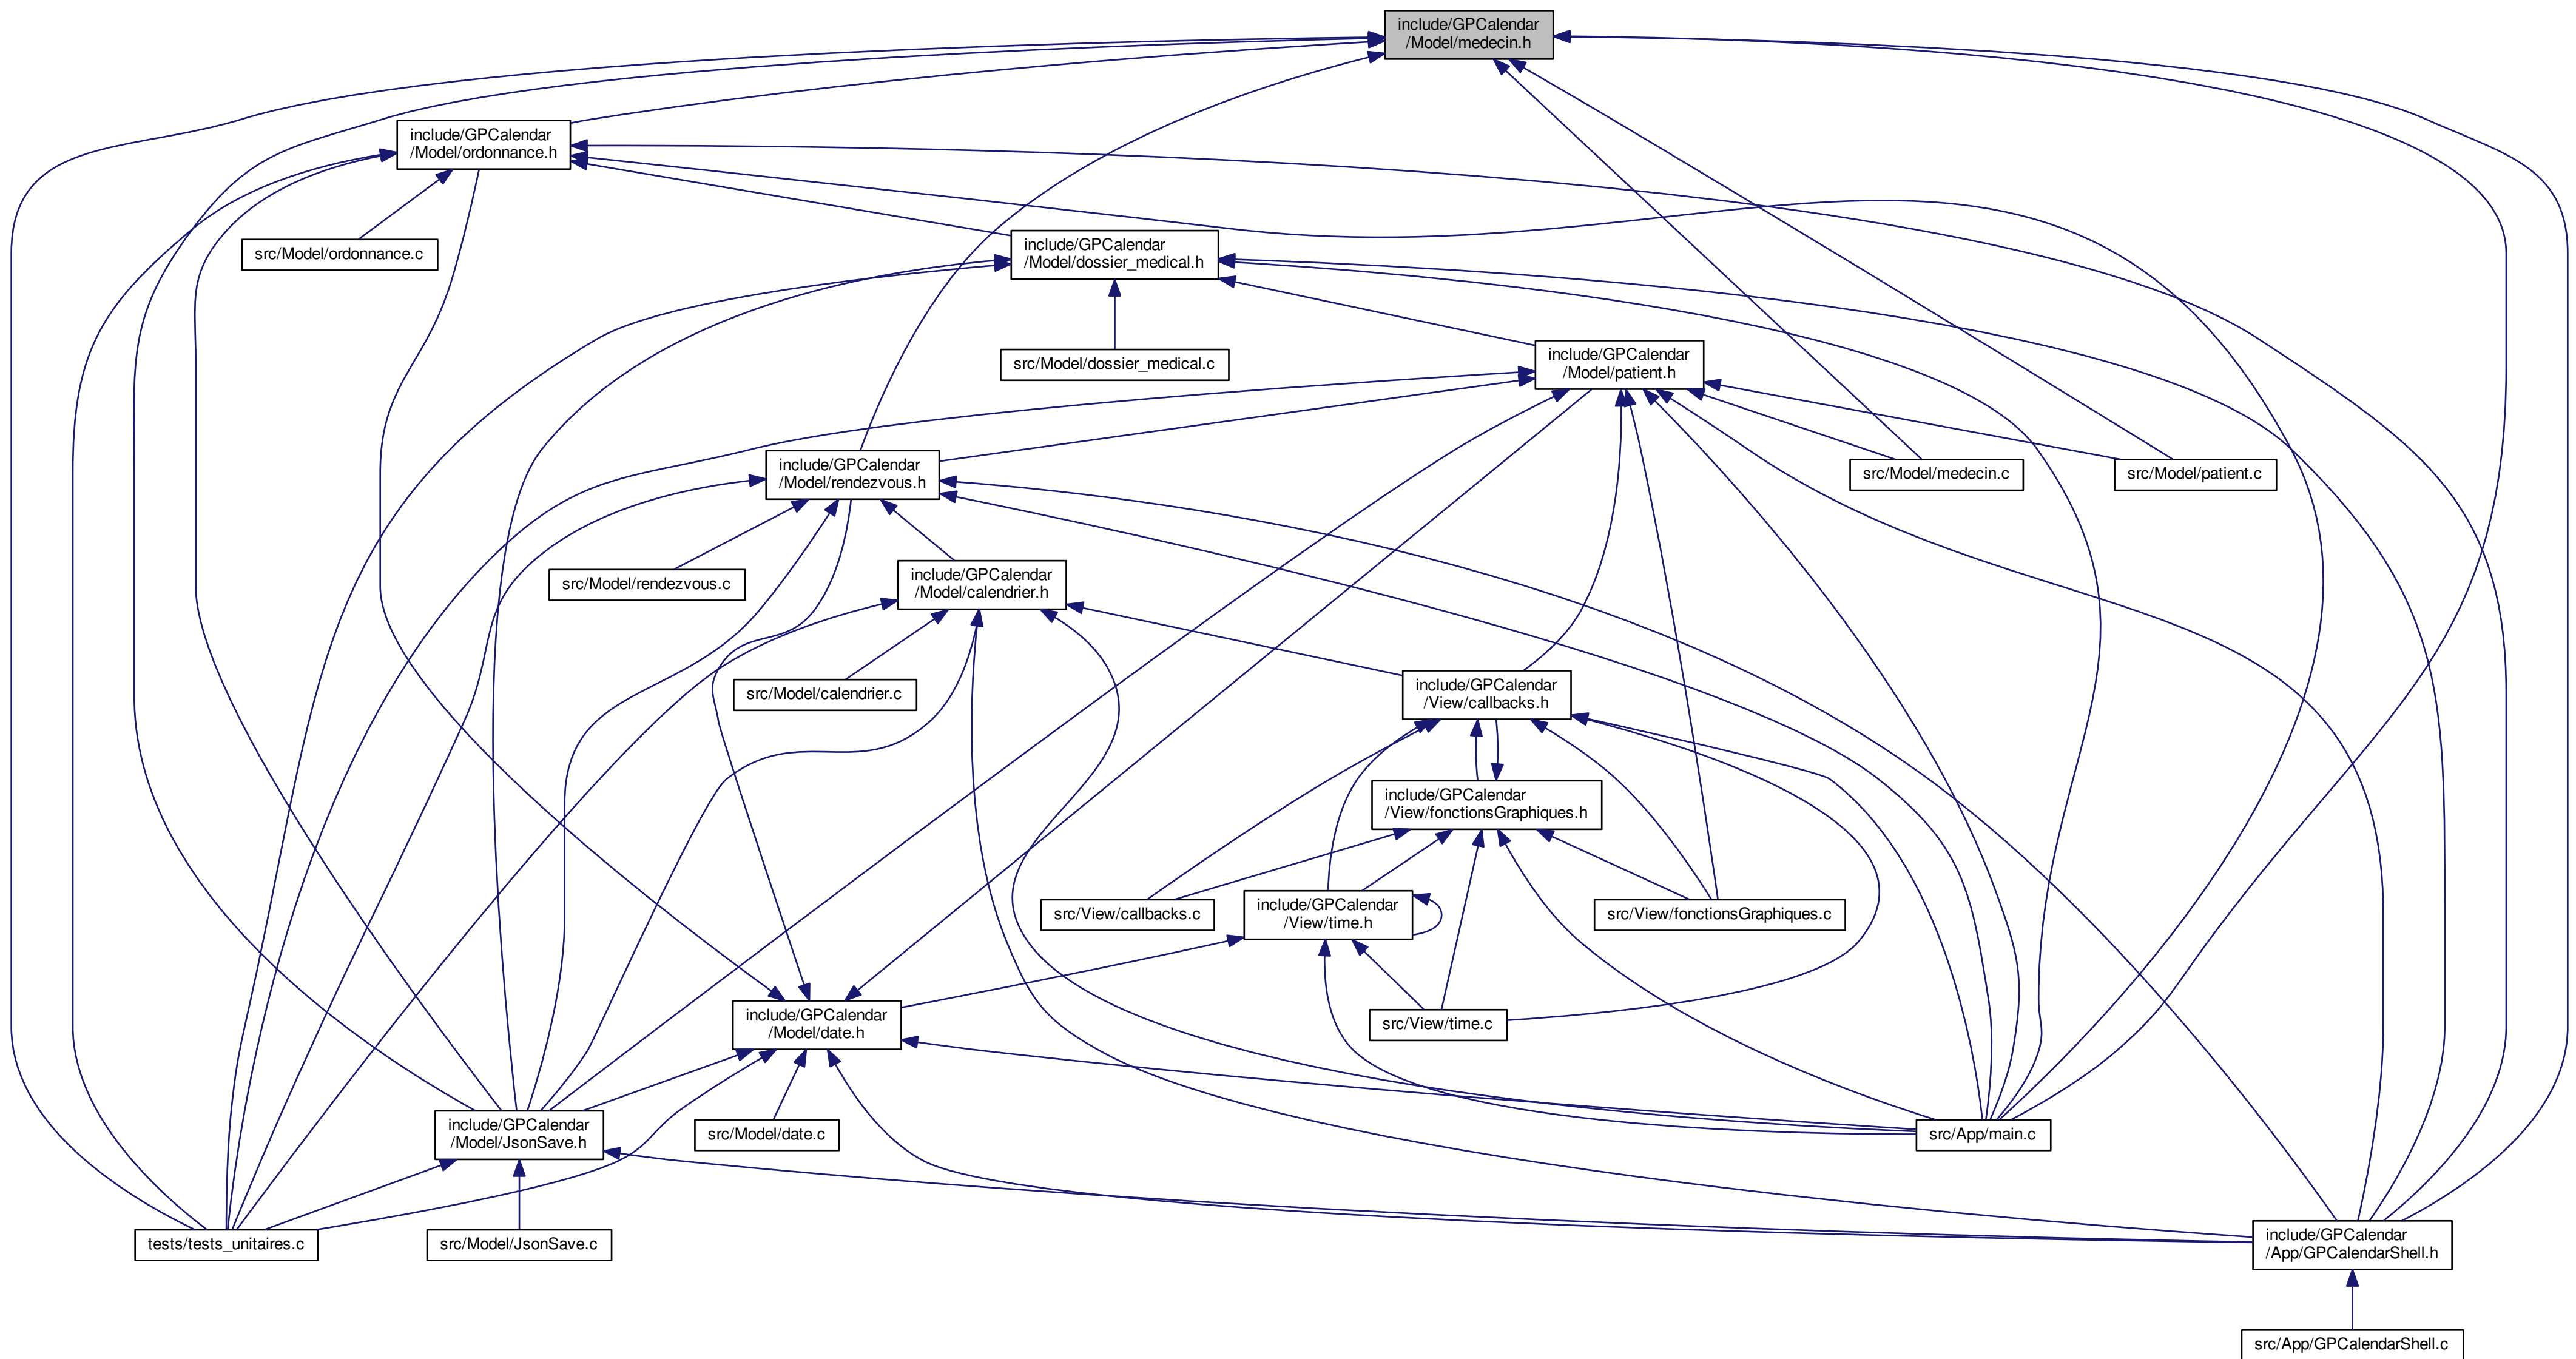 include/GPCalendar
/Model/medecin.h
include/GPCalendar
/Model/ordonnance.h
src/Model/ordonnance.c
include/GPCalendar
/Model/dossier_medical.h
src/Model/dossier_medical.c
include/GPCalendar
/Model/patient.h
include/GPCalendar
/Model/rendezvous.h
src/Model/medecin.c
src/Model/patient.c
src/Model/rendezvous.c
include/GPCalendar
/Model/calendrier.h
src/Model/calendrier.c
include/GPCalendar
/View/callbacks.h
include/GPCalendar
/View/fonctionsGraphiques.h
src/View/callbacks.c
include/GPCalendar
/View/time.h
src/View/fonctionsGraphiques.c
include/GPCalendar
/Model/date.h
src/View/time.c
include/GPCalendar
/Model/JsonSave.h
src/Model/date.c
src/App/main.c
tests/tests_unitaires.c
src/Model/JsonSave.c
include/GPCalendar
/App/GPCalendarShell.h
src/App/GPCalendarShell.c